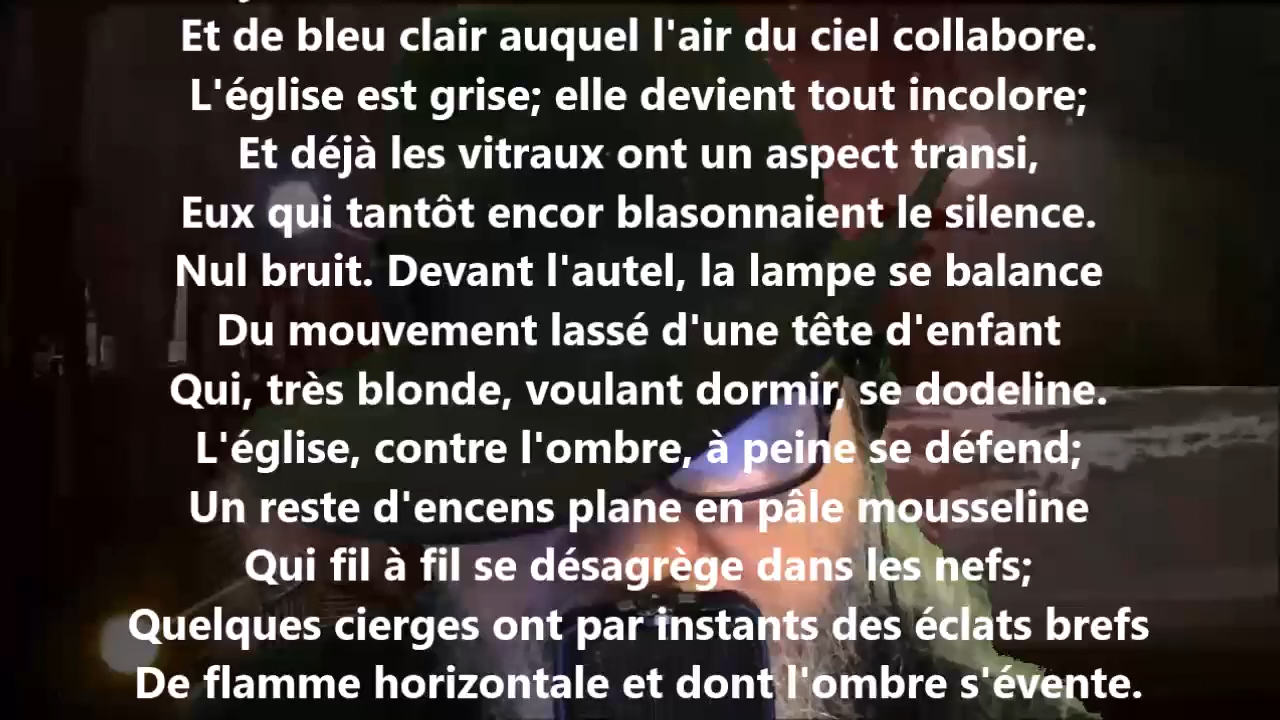 Et de bleu clair auquel l'air du ciel collabore.
L'église est grise; elle devient tout incolore;
Et déjà les vitraux ont un aspect transi,
Eux qui tantôt encor blasonnaient le silence.
Nul bruit. Devant l'autel, la lampe se balance
Du mouvement lassé d'une tête d'enfant
Qui, très blonde, voulant dormir, se dodeline.
L'église, contre l'ombre, à peine se défend;
Un reste d'encens plane en pâle mousseline
Qui fil à fil se désagrège dans les nefs;
Quelques cierges ont par instants des éclats brefs
De flamme horizontale et dont l'ombre s'évente.